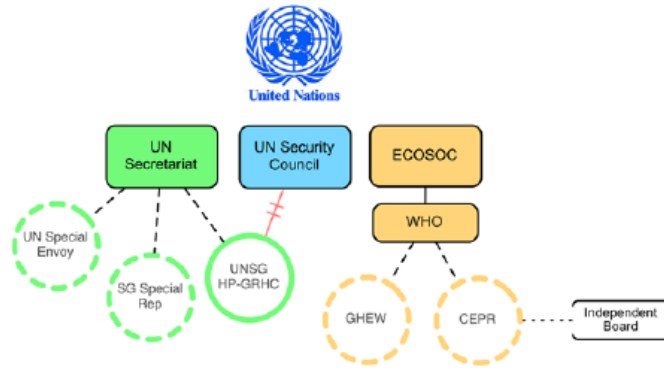 United Nations
UN
Secretariat
UN Security
Council
ECOSOC
WHO
UN Special
Envoy
SG Special
Rep
UNSG
HP-GRHC
GHEW
CEPR
Independent
Board